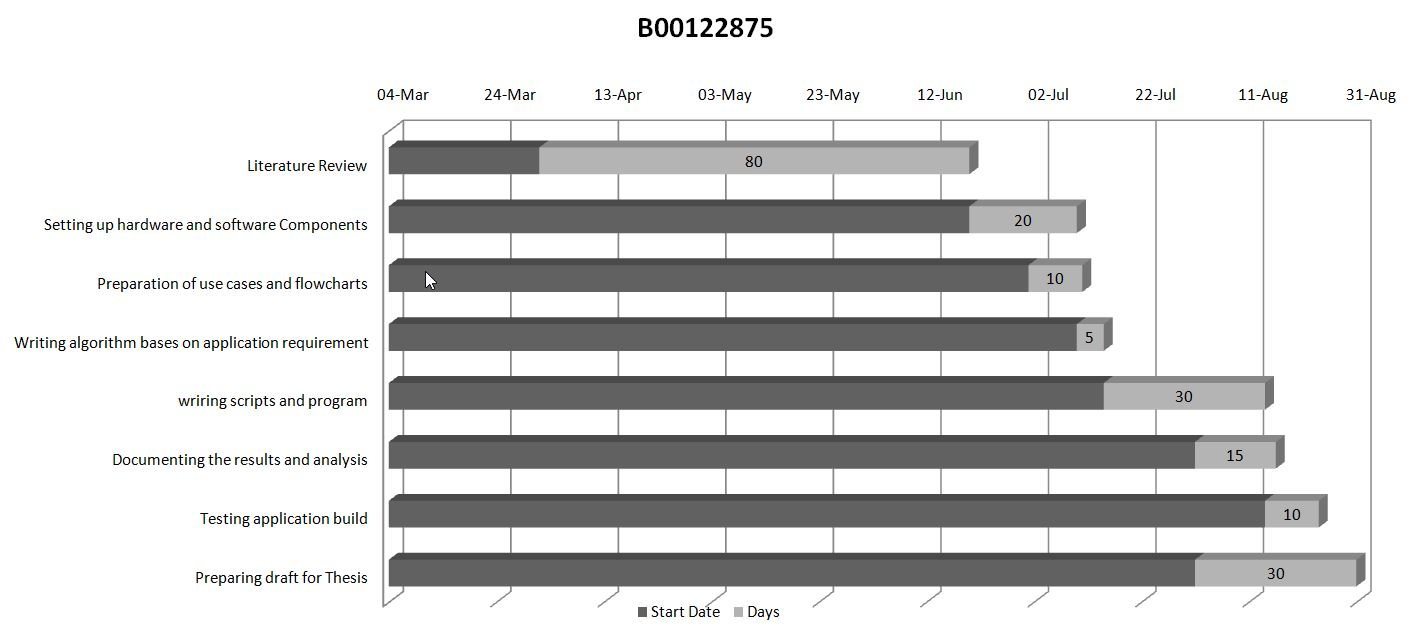 B00122875
04-Mar 24-Mar 13-Apr 03-May 23-May 12-Jun 02-Jul 22-Jul 11-Aug 31-Aug
Literature Review 80
Setting up hardware and software Components 20
Preparation of use cases and flowcharts 10
Writing algorithm bases on application requirement 5
wriring scripts and program 30
Documenting the results and analysis 15
Testing application build 10
Preparing draft for Thesis 30
Start Date Days